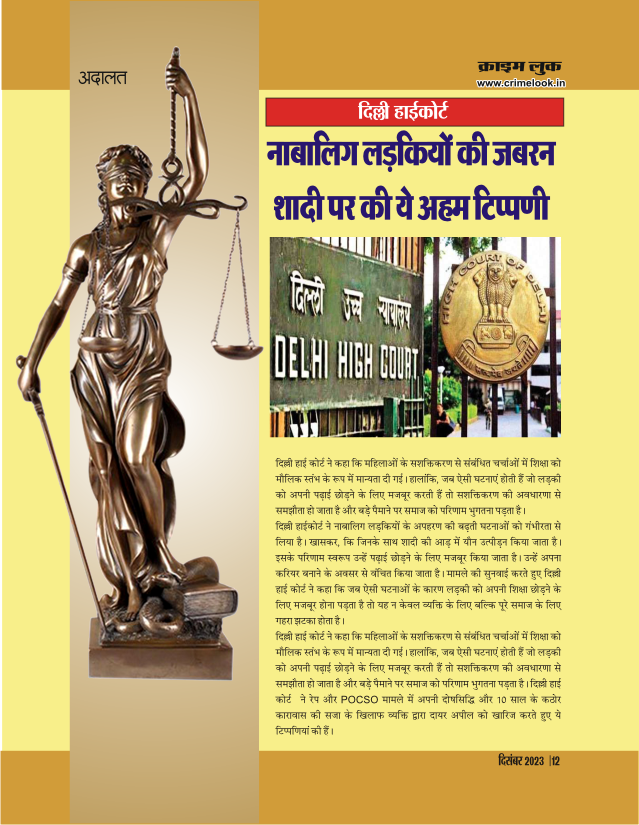 अदालत
क्राइम लुक
www.crimelook.in
दिल्ली हाईकोर्ट
नाबालिग लड़कियों की जबरन
शादी पर की ये अहम टिप्पणी
दिल्ली उच्च न्यायालय
DELHI HIGH COURT
HIGH COURT OF DELHI
दिल्ली हाई कोर्ट ने कहा कि महिलाओं के सशक्तिकरण से संबंधित चर्चाओं में शिक्षा को
मौलिक स्तंभ के रूप में मान्यता दी गई। हालांकि, जब ऐसी घटनाएं होती हैं जो लड़की
को अपनी पढ़ाई छोड़ने के लिए मजबूर करती हैं तो सशक्तिकरण की अवधारणा से
समझौता हो जाता है और बड़े पैमाने पर समाज को परिणाम भुगतना पड़ता है।
दिल्ली हाईकोर्ट ने नाबालिग लड़कियों के अपहरण की बढ़ती घटनाओं को गंभीरता से
लिया है। खासकर, कि जिनके साथ शादी की आड़ में यौन उत्पीड़न किया जाता है।
इसके परिणाम स्वरूप उन्हें पढ़ाई छोड़ने के लिए मजबूर किया जाता है। उन्हें अपना
करियर बनाने के अवसर से वंचित किया जाता है। मामले की सुनवाई करते हुए दिल्ली
हाई कोर्ट ने कहा कि जब ऐसी घटनाओं के कारण लड़की को अपनी शिक्षा छोड़ने के
लिए मजबूर होना पड़ता है तो यह न केवल व्यक्ति के लिए बल्कि पूरे समाज के लिए
गहरा झटका होता है।
दिल्ली हाई कोर्ट ने कहा कि महिलाओं के सशक्तिकरण से संबंधित चर्चाओं में शिक्षा को
मौलिक स्तंभ के रूप में मान्यता दी गई। हालांकि, जब ऐसी घटनाएं होती हैं जो लड़की
को अपनी पढ़ाई छोड़ने के लिए मजबूर करती हैं तो सशक्तिकरण की अवधारणा से
समझौता हो जाता है और बड़े पैमाने पर समाज को परिणाम भुगतना पड़ता है। दिल्ली हाई
कोर्ट ने रेप और POCSO मामले में अपनी दोषसिद्धि और 10 साल के कठोर
कारावास की सजा के खिलाफ व्यक्ति द्वारा दायर अपील को खारिज करते हुए ये
टिप्पणियां की हैं।
दिसंबर 2023 |12